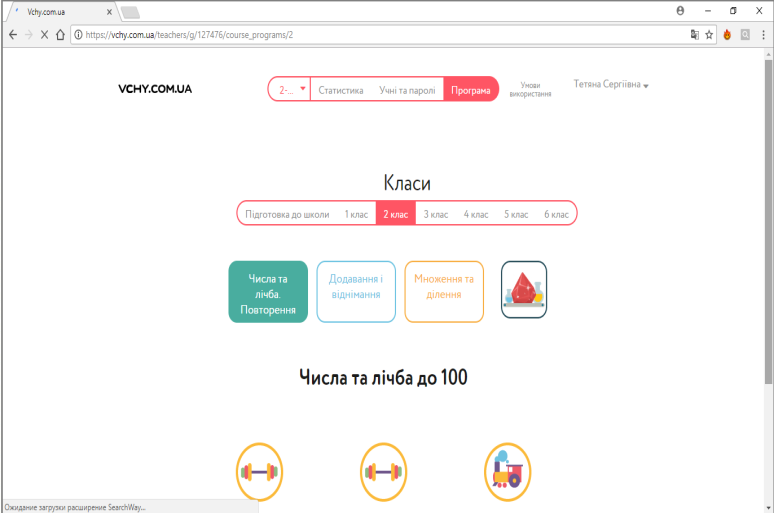 Vchy.com.ua
https://vchy.com.ua/teachers/g/127476/course_programs/2
VCHY.COM.UA
2-...
Статистика
Учні та паролі
Програма
Умови
використання
Тетяна Сергіївна
Класи
Підготовка до школи
1 клас
2 клас
3 клас
4 клас
5 клас
6 клас
Числа та
лічба.
Повторення
Додавання і
віднімання
Множення та
ділення
Числа та лічба до 100
Ожидание загрузки расширение SearchWay...